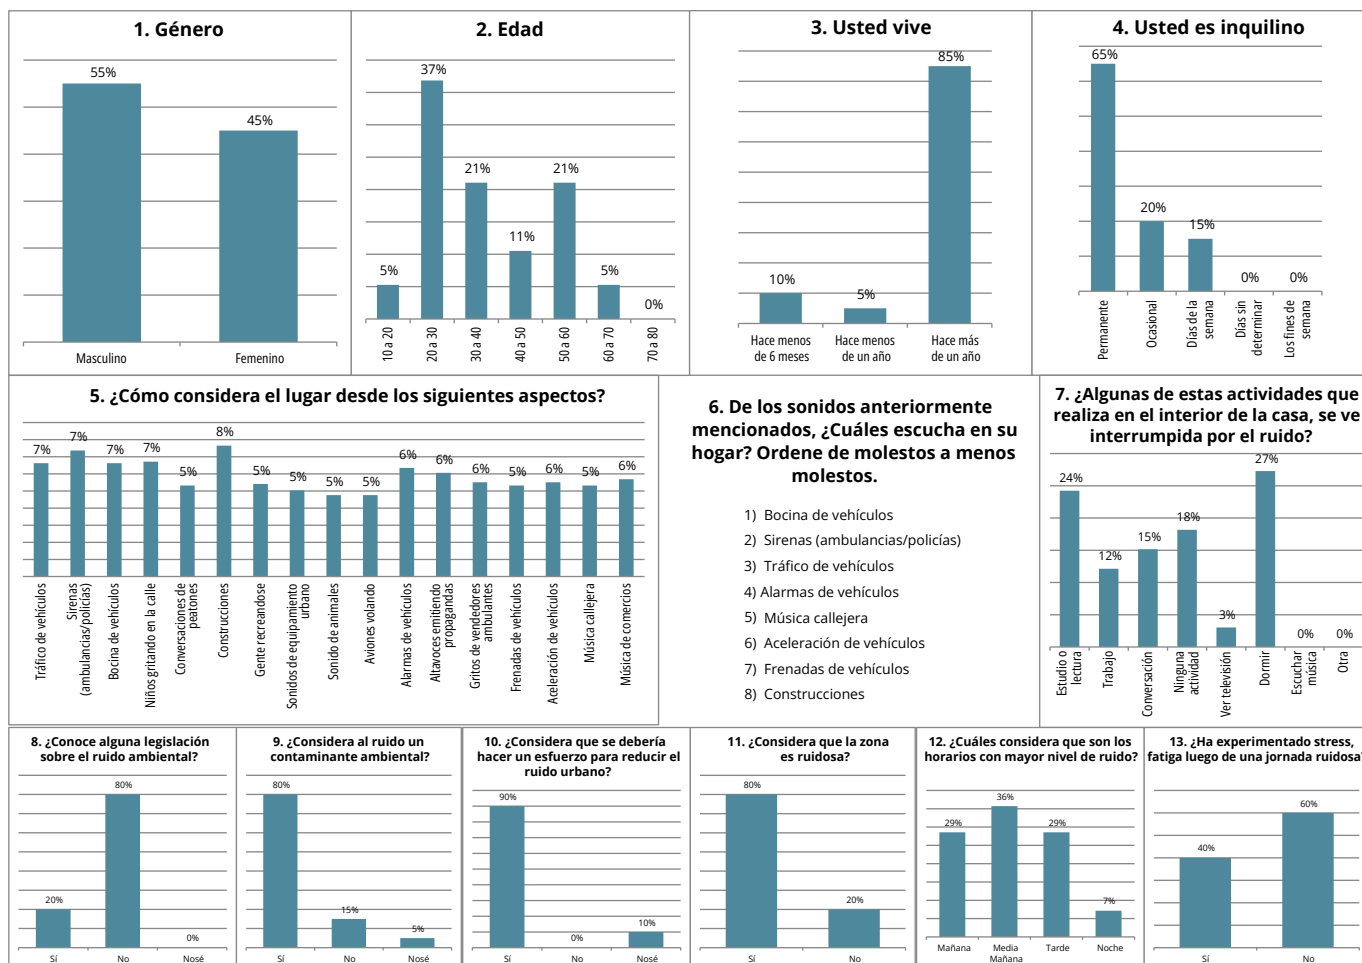 1. Género
55%
45%
Masculino
Femenino
2. Edad
5%
37%
21%
11%
21%
5%
0%
10 a 20
20 a 30
30 a 40
40 a 50
50 a 60
60 a 70
70 a 80
3. Usted vive
10%
5%
85%
Hace menos
de 6 meses
Hace menos
de un año
Hace más
de un año
4. Usted es inquilino
65%
20%
15%
0%
0%
Permanente
Ocasional
Días de la
semana
Días sin
determinar
Los fines de
semana
5. ¿Cómo considera el lugar desde los siguientes aspectos?
7%
7%
7%
7%
5%
8%
5%
5%
5%
5%
6%
6%
6%
5%
6%
5%
6%
Tráfico de vehículos
Sirenas
(ambulancias/policías)
Bocina de vehículos
Niños gritando en la calle
Conversaciones de
peatones
Construcciones
Gente recreandose
Sonidos de equipamiento
urbano
Sonido de animales
Aviones volando
Alarmas de vehículos
Altavoces emitiendo
propagandas
Gritos de vendedores
ambulantes
Frenadas de vehículos
Aceleración de vehículos
Música callejera
Música de comercios
6. De los sonidos anteriormente
mencionados, ¿Cuáles escucha en su
hogar? Ordene de molestos a menos
molestos.
1) Bocina de vehículos
2) Sirenas (ambulancias/policías)
3) Tráfico de vehículos
4) Alarmas de vehículos
5) Música callejera
6) Aceleración de vehículos
7) Frenadas de vehículos
8) Construcciones
7. ¿Algunas de estas actividades que
realiza en el interior de la casa, se ve
interrumpida por el ruido?
24%
12%
15%
18%
3%
27%
0%
0%
Estudio o
lectura
Trabajo
Conversación
Ninguna
actividad
Ver televisión
Dormir
Escuchar
música
Otra
8. ¿Conoce alguna legislación
sobre el ruido ambiental?
20%
80%
0%
Sí
No
Nosé
9. ¿Considera al ruido un
contaminante ambiental?
80%
15%
5%
Sí
No
Nosé
10. ¿Considera que se debería
hacer un esfuerzo para reducir el
ruido urbano?
90%
0%
10%
Sí
No
Nosé
11. ¿Considera que la zona
es ruidosa?
80%
20%
Sí
No
12. ¿Cuáles considera que son los
horarios con mayor nivel de ruido?
29%
36%
29%
7%
Mañana
Media
Mañana
Tarde
Noche
13. ¿Ha experimentado stress,
fatiga luego de una jornada ruidosa?
40%
60%
Sí
No